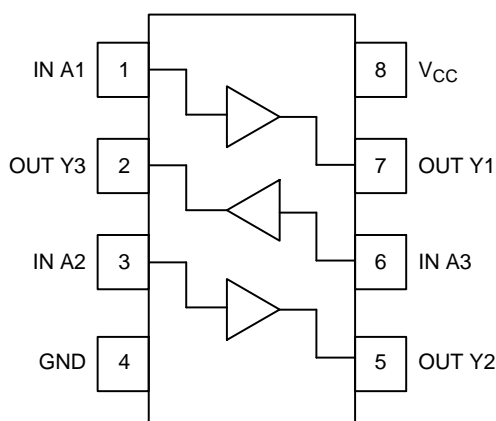 IN A1 1 8 VCC
OUT Y3 2 7 OUT Y1
IN A2 3 6 IN A3
GND 4 5 OUT Y2